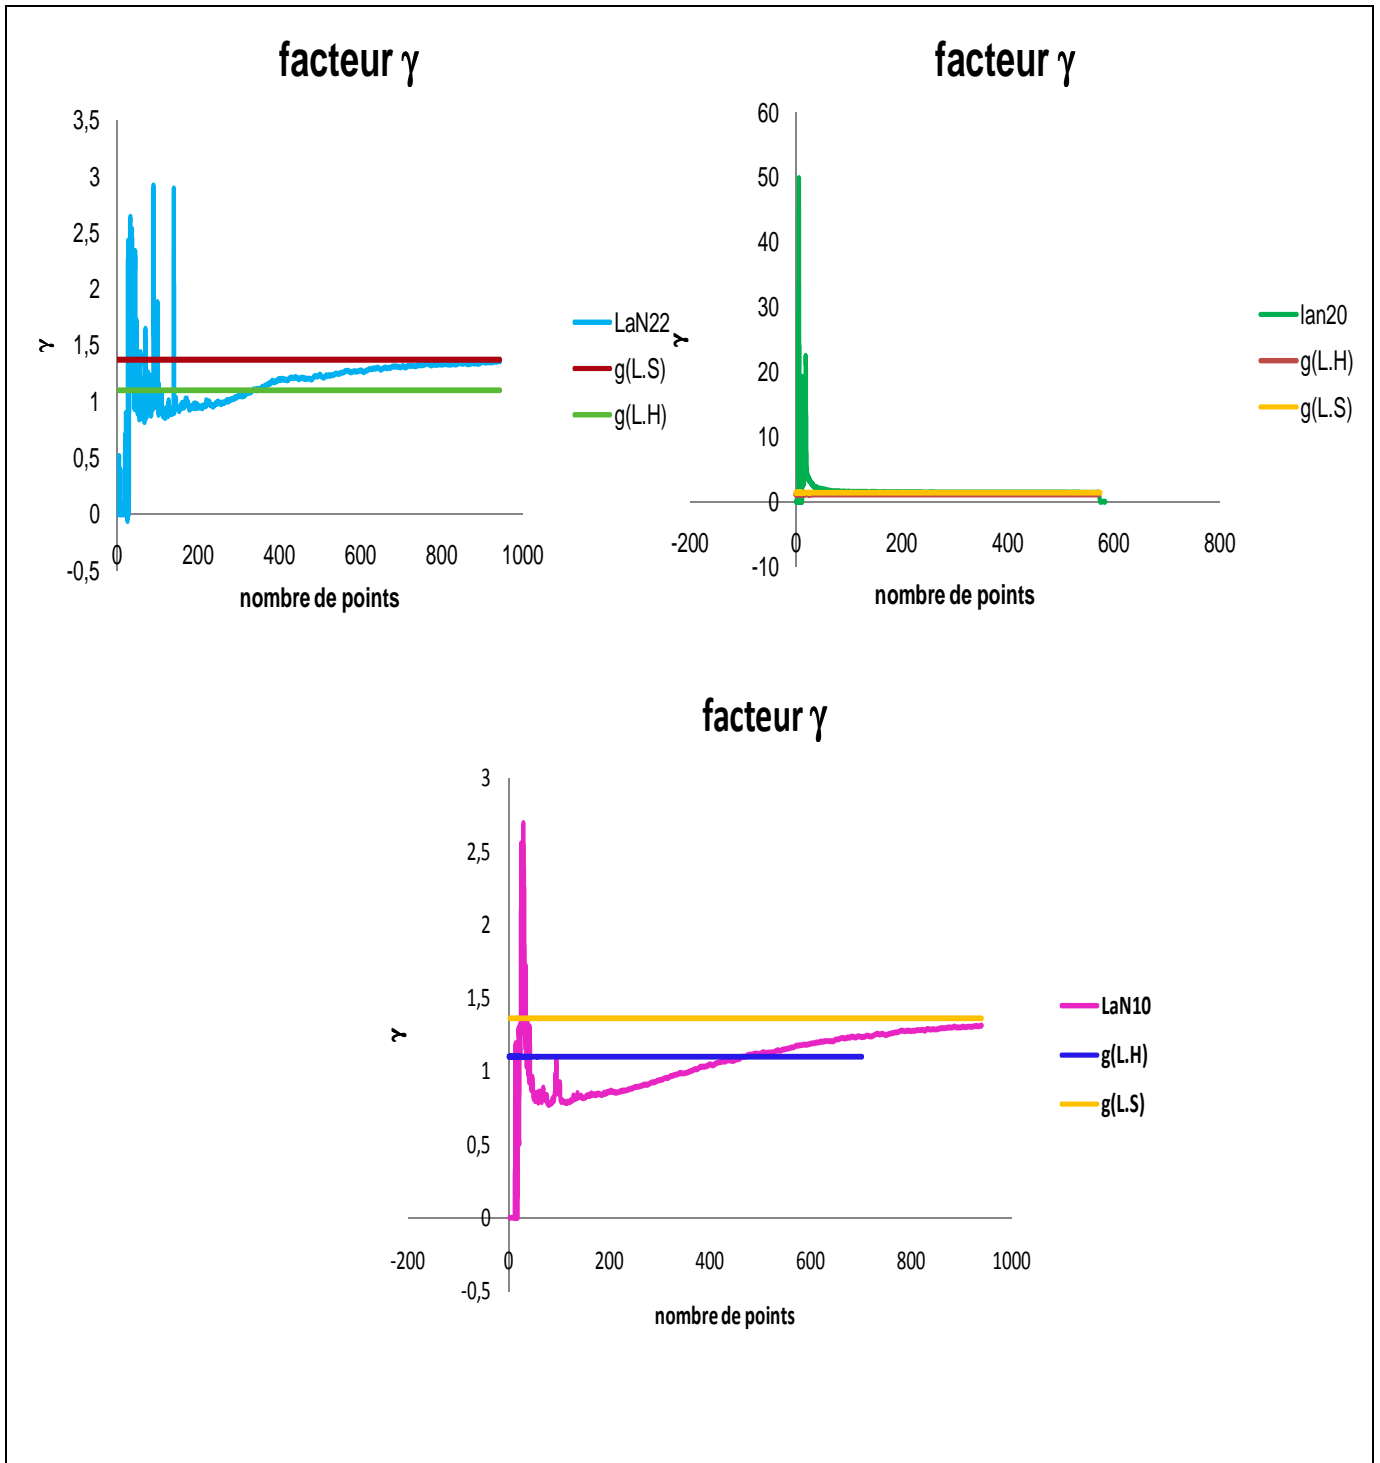 facteur γ
3,5
3
2,5
2
1,5
1
0,5
0
-0,5
0 200 400 600 800 1000
γ
nombre de points
LaN22
g(L.S)
g(L.H)
facteur γ
60
50
40
30
20
10
0
-10
-200 0 200 400 600 800
γ
nombre de points
lan20
g(L.H)
g(L.S)
facteur γ
3
2,5
2
1,5
1
0,5
0
-0,5
-200 0 200 400 600 800 1000
γ
nombre de points
LaN10
g(L.H)
g(L.S)